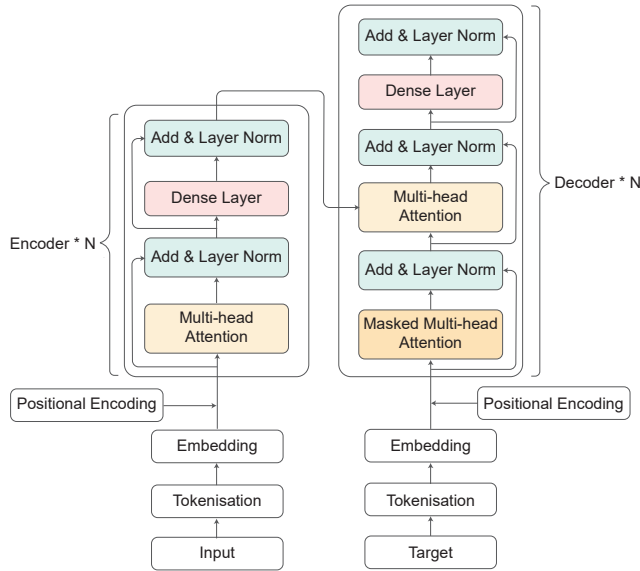 Add & Layer Norm
Dense Layer
Add & Layer Norm
Multi-head
Attention
Add & Layer Norm
Masked Multi-head
Attention
Decoder * N
Add & Layer Norm
Dense Layer
Add & Layer Norm
Multi-head
Attention
Encoder * N
Positional Encoding
Embedding
Tokenisation
Input
Positional Encoding
Embedding
Tokenisation
Target